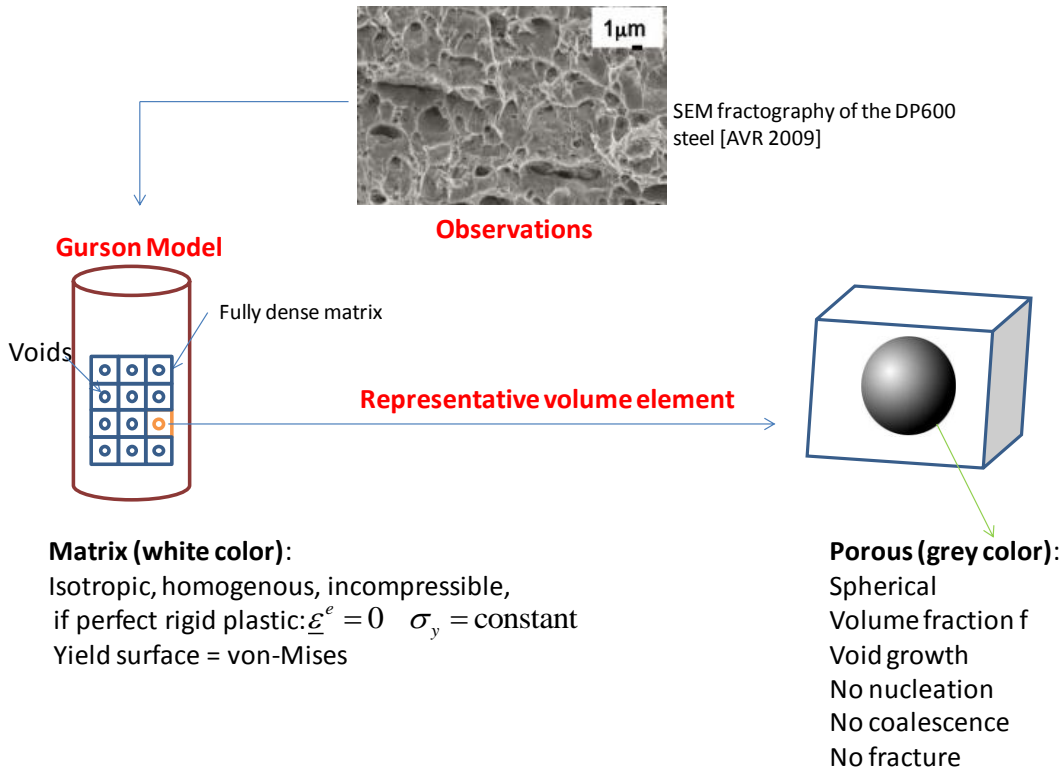 1μm
SEM fractography of the DP600
steel [AVR 2009]
Observations
Gurson Model
Fully dense matrix
Voids
Representative volume element
Matrix (white color):
Isotropic, homogenous, incompressible,
if perfect rigid plastic: ε^e = 0 σ_y = constant
Yield surface = von-Mises
Porous (grey color):
Spherical
Volume fraction f
Void growth
No nucleation
No coalescence
No fracture